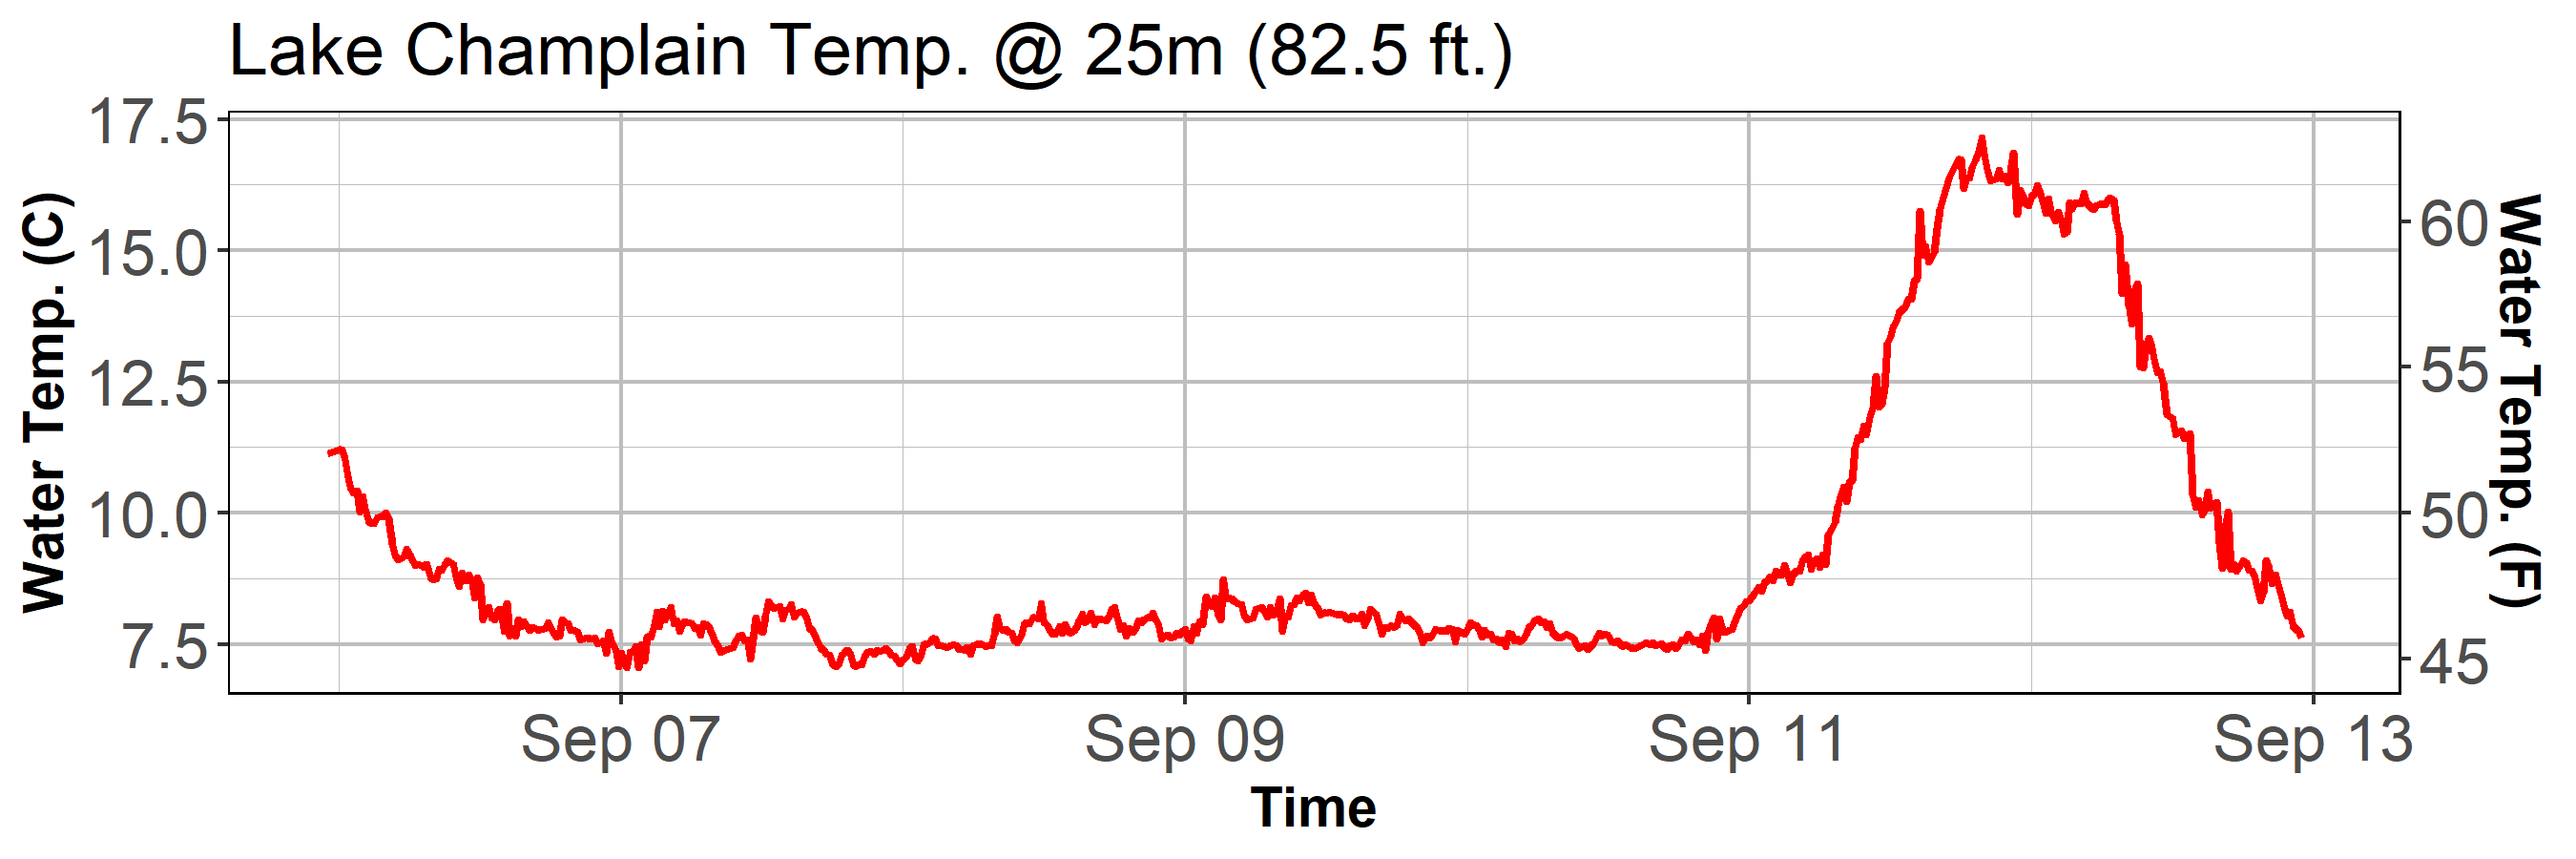 Lake Champlain Temp. @ 25m (82.5 ft.)
Water Temp. (C)
17.5
15.0
12.5
10.0
7.5
60
55
50
45
Water Temp. (F)
Sep 07 Sep 09 Sep 11 Sep 13
Time